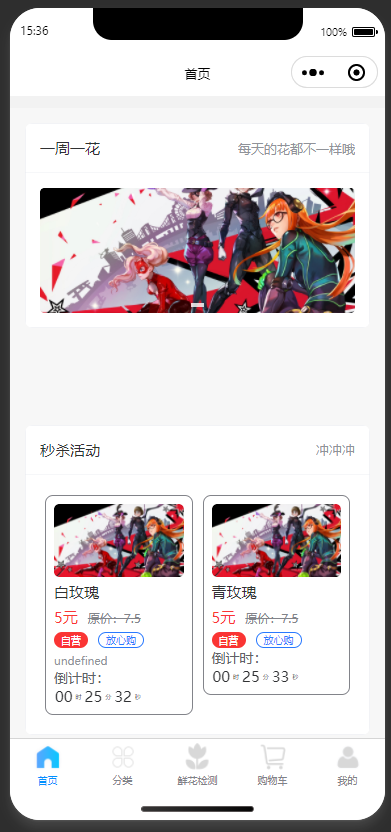 15:36 100%
首页
一周一花 每天的花都不一样哦
秒杀活动 冲冲冲
白玫瑰
5元 原价：7.5
自营 放心购
undefined
倒计时：
00 时 25 分 32 秒
青玫瑰
5元 原价：7.5
自营 放心购
倒计时：
00 时 25 分 33 秒
首页 分类 鲜花检测 购物车 我的